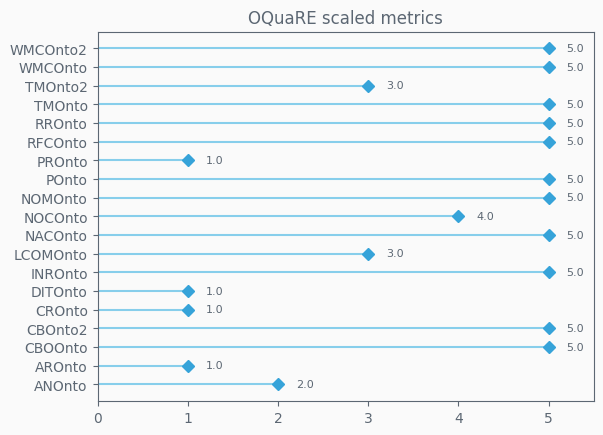 OQuaRE scaled metrics
WMCOnto2 5.0
WMCOnto 5.0
TMOnto2 3.0
TMOnto 5.0
RROnto 5.0
RFCOnto 5.0
PROnto 1.0
POnto 5.0
NOMOnto 5.0
NOCOnto 4.0
NACOnto 5.0
LCOMOnto 3.0
INROnto 5.0
DITOnto 1.0
CROnto 1.0
CBOnto2 5.0
CBOOnto 5.0
AROnto 1.0
ANOnto 2.0
0 1 2 3 4 5